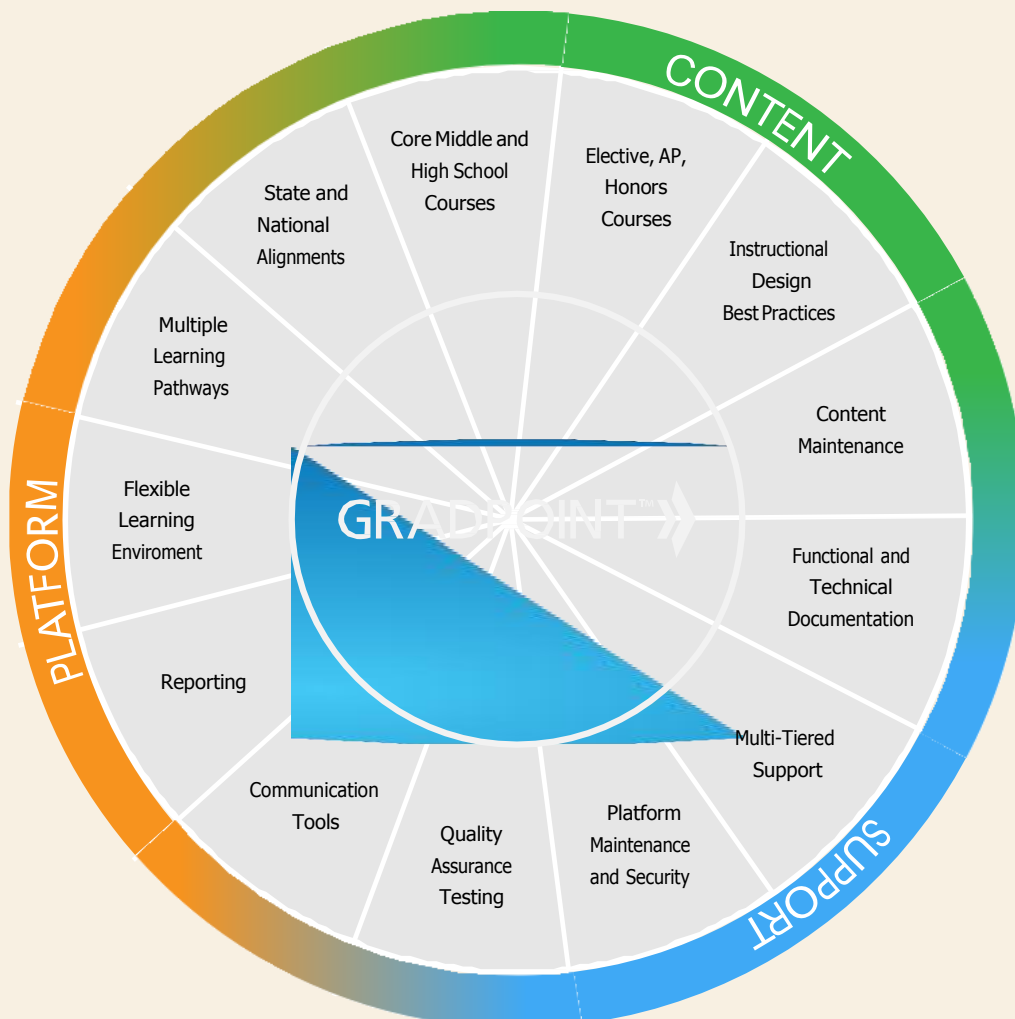 CONTENT
Core Middle and
High School
Courses
Elective, AP,
Honors
Courses
Instructional
Design
Best Practices
Content
Maintenance
Functional and
Technical
Documentation
Multi-Tiered
Support
SUPPORT
Platform
Maintenance
and Security
Quality
Assurance
Testing
Communication
Tools
Reporting
PLATFORM
Flexible
Learning
Enviroment
Multiple
Learning
Pathways
State and
National
Alignments
GRADPOINT™